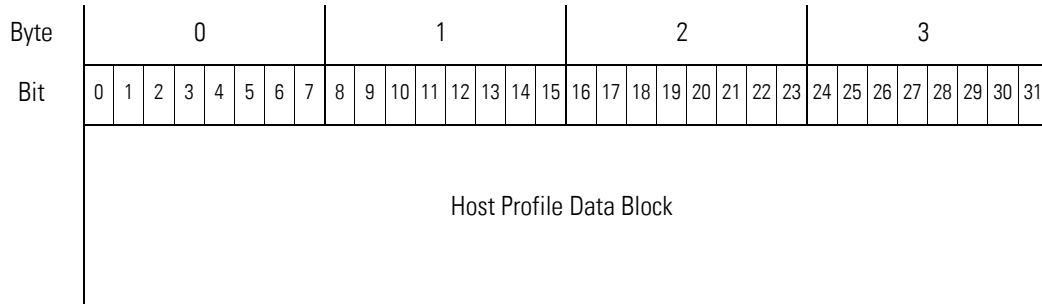 Byte 0 1 2 3
Bit 0 1 2 3 4 5 6 7 8 9 10 11 12 13 14 15 16 17 18 19 20 21 22 23 24 25 26 27 28 29 30 31
Host Profile Data Block